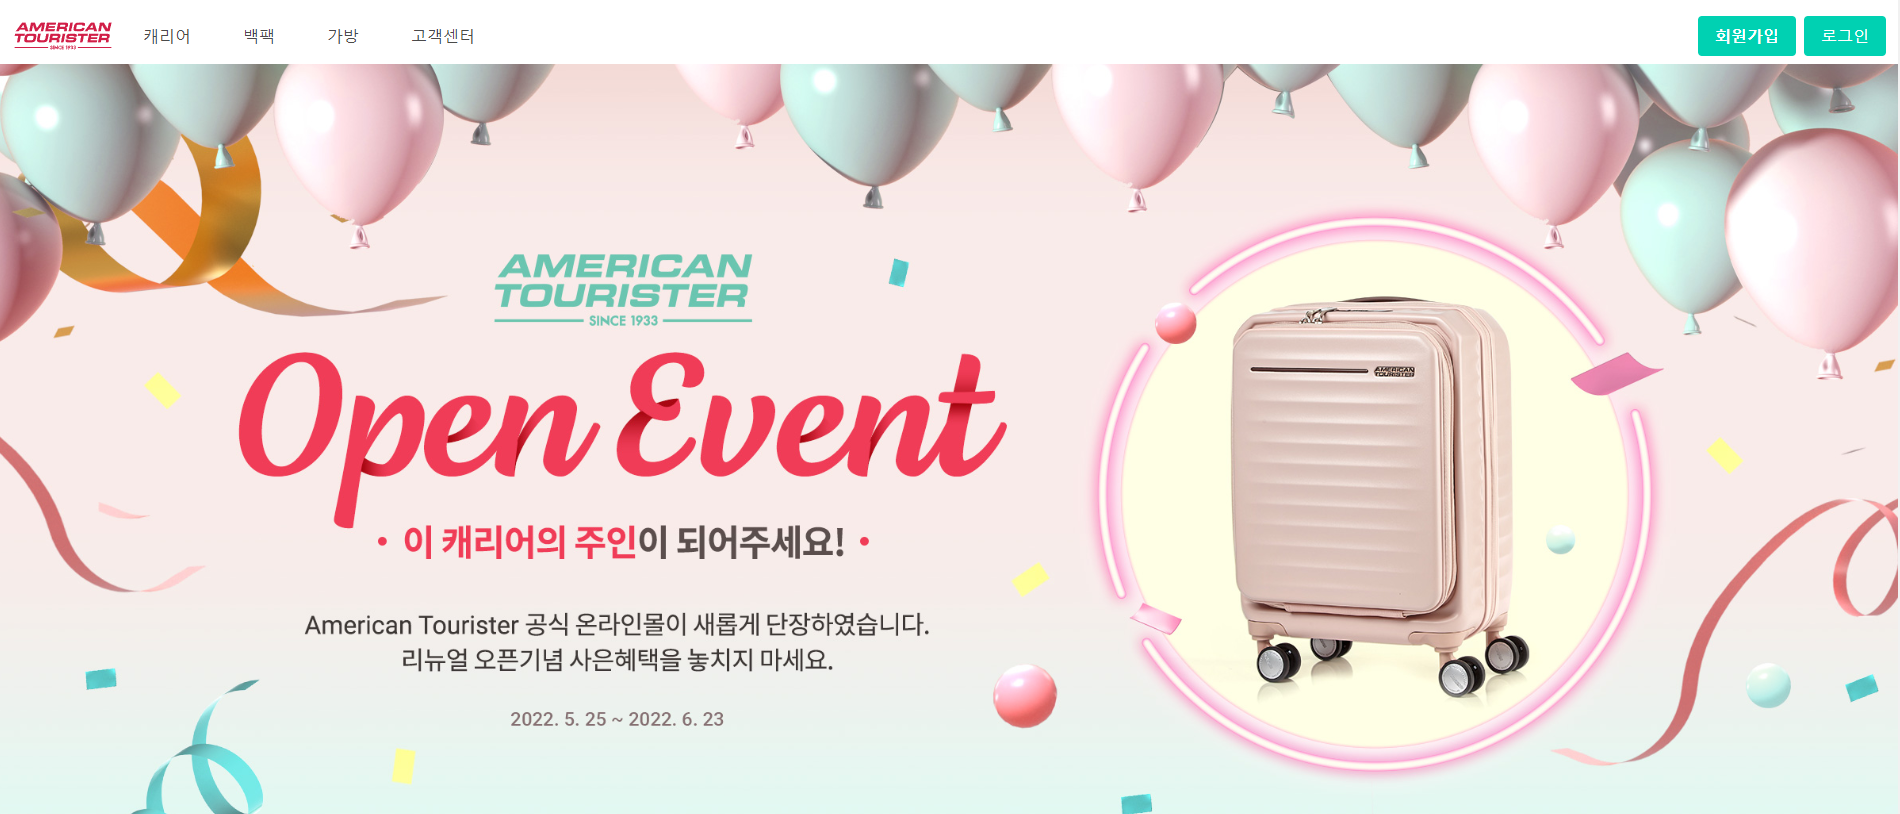 AMERICAN
TOURISTER
SINCE 1933
캐리어 백팩 가방 고객센터 회원가입 로그인
AMERICAN
TOURISTER
SINCE 1933
Open Event
• 이 캐리어의 주인이 되어주세요! •
American Tourister 공식 온라인몰이 새롭게 단장하였습니다.
리뉴얼 오픈기념 사은혜택을 놓치지 마세요.
2022. 5. 25 ~ 2022. 6. 23
AMERICAN
TOURISTER